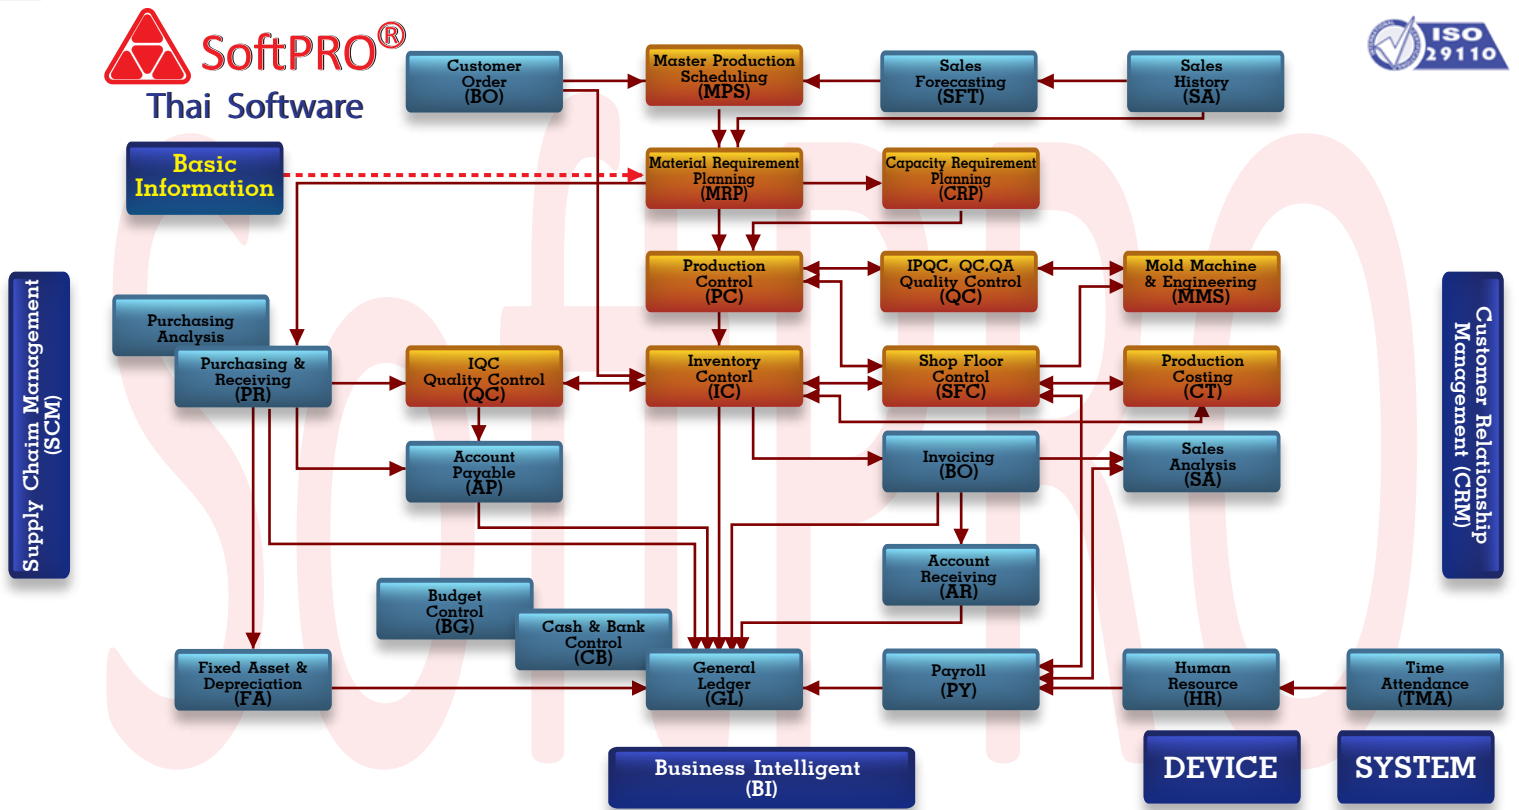 SoftPRO®
Thai Software
ISO
29110
Customer
Order
(BO)
Master Production
Scheduling
(MPS)
Sales
Forecasting
(SFT)
Sales
History
(SA)
Basic
Information
Material Requirement
Planning
(MRP)
Capacity Requirement
Planning
(CRP)
Production
Control
(PC)
IPQC, QC,QA
Quality Control
(QC)
Mold Machine
& Engineering
(MMS)
Supply Chaim Management
(SCM)
Customer Relationship
Management (CRM)
Purchasing
Analysis
Purchasing &
Receiving
(PR)
IQC
Quality Control
(QC)
Inventory
Contorl
(IC)
Shop Floor
Control
(SFC)
Production
Costing
(CT)
Account
Payable
(AP)
Invoicing
(BO)
Sales
Analysis
(SA)
Account
Receiving
(AR)
Budget
Control
(BG)
Cash & Bank
Control
(CB)
Fixed Asset &
Depreciation
(FA)
General
Ledger
(GL)
Payroll
(PY)
Human
Resource
(HR)
Time
Attendance
(TMA)
Business Intelligent
(BI)
DEVICE
SYSTEM
SoftPRO